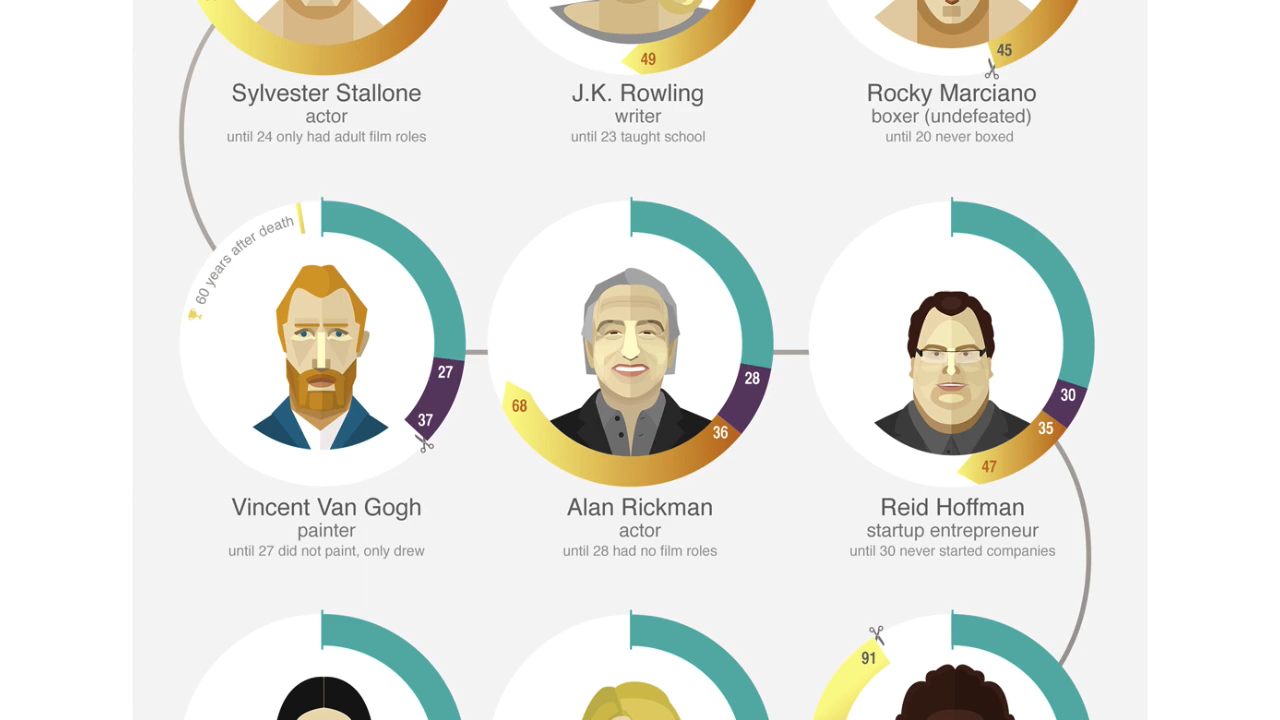 49
45
Sylvester Stallone
actor
until 24 only had adult film roles
J.K. Rowling
writer
until 23 taught school
Rocky Marciano
boxer (undefeated)
until 20 never boxed
60 years after death
27
37
68
28
36
30
35
47
Vincent Van Gogh
painter
until 27 did not paint, only drew
Alan Rickman
actor
until 28 had no film roles
Reid Hoffman
startup entrepreneur
until 30 never started companies
91